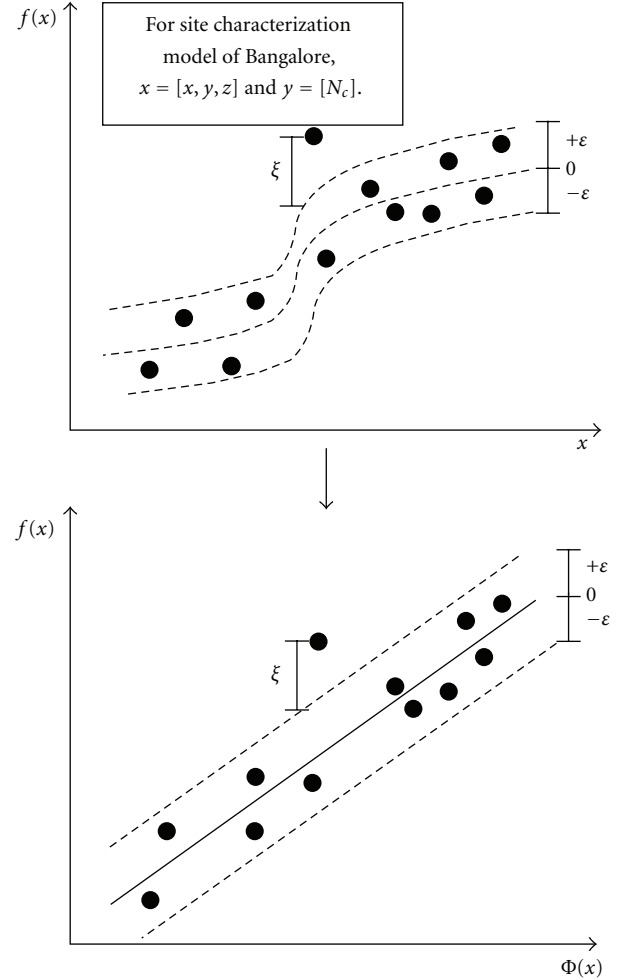 f(x)
For site characterization
model of Bangalore,
x = [x, y, z] and y = [N_c].
ξ
+ε
0
−ε
x
f(x)
ξ
+ε
0
−ε
Φ(x)